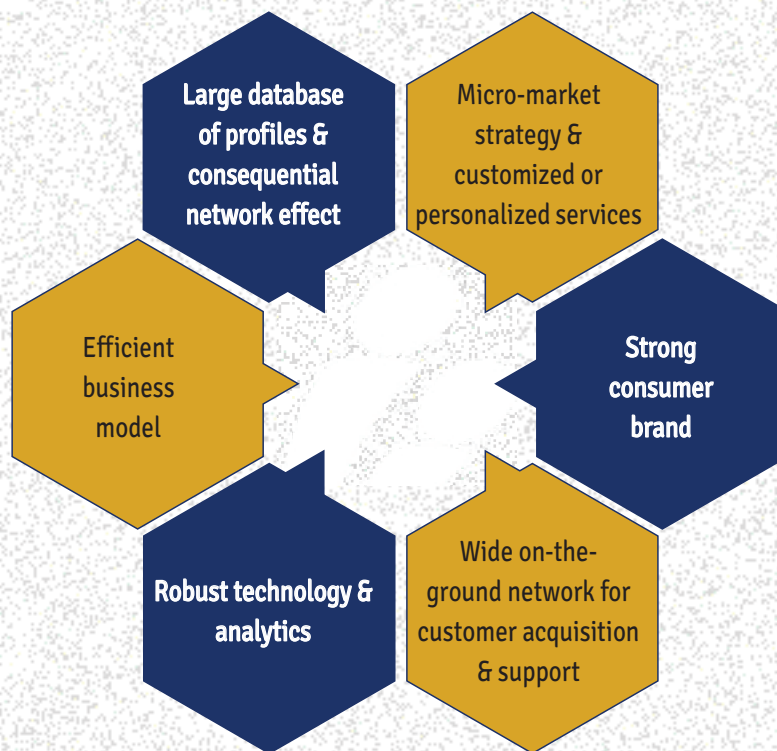 Large database
of profiles &
consequential
network effect
Micro-market
strategy &
customized or
personalized services
Efficient
business
model
Strong
consumer
brand
Robust technology &
analytics
Wide on-the-
ground network for
customer acquisition
& support